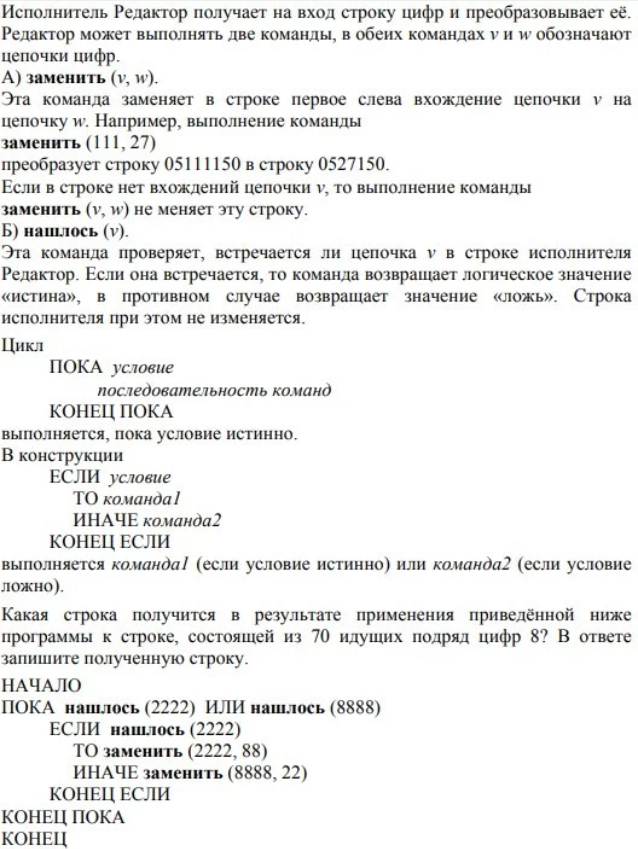 Исполнитель Редактор получает на вход строку цифр и преобразовывает её.
Редактор может выполнять две команды, в обеих командах v и w обозначают
цепочки цифр.
А) заменить (v, w).
Эта команда заменяет в строке первое слева вхождение цепочки v на
цепочку w. Например, выполнение команды
заменить (111, 27)
преобразует строку 05111150 в строку 0527150.
Если в строке нет вхождений цепочки v, то выполнение команды
заменить (v, w) не меняет эту строку.
Б) нашлось (v).
Эта команда проверяет, встречается ли цепочка v в строке исполнителя
Редактор. Если она встречается, то команда возвращает логическое значение
«истина», в противном случае возвращает значение «ложь». Строка
исполнителя при этом не изменяется.
Цикл
ПОКА условие
последовательность команд
КОНЕЦ ПОКА
выполняется, пока условие истинно.
В конструкции
ЕСЛИ условие
ТО команда1
ИНАЧЕ команда2
КОНЕЦ ЕСЛИ
выполняется команда1 (если условие истинно) или команда2 (если условие
ложно).
Какая строка получится в результате применения приведённой ниже
программы к строке, состоящей из 70 идущих подряд цифр 8? В ответе
запишите полученную строку.
НАЧАЛО
ПОКА нашлось (2222) ИЛИ нашлось (8888)
ЕСЛИ нашлось (2222)
ТО заменить (2222, 88)
ИНАЧЕ заменить (8888, 22)
КОНЕЦ ЕСЛИ
КОНЕЦ ПОКА
КОНЕЦ